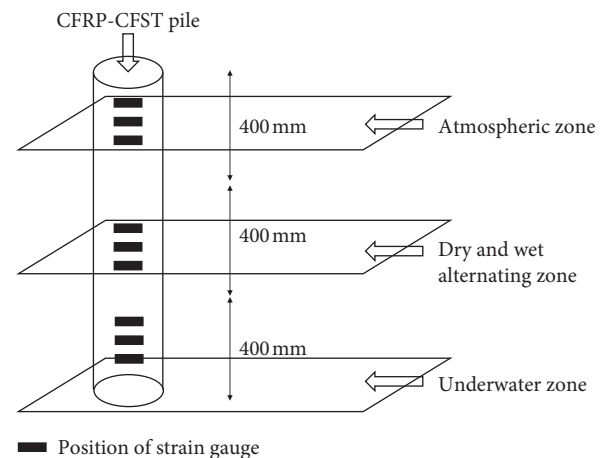 CFRP-CFST pile
400 mm
Atmospheric zone
400 mm
Dry and wet
alternating zone
400 mm
Underwater zone
Position of strain gauge